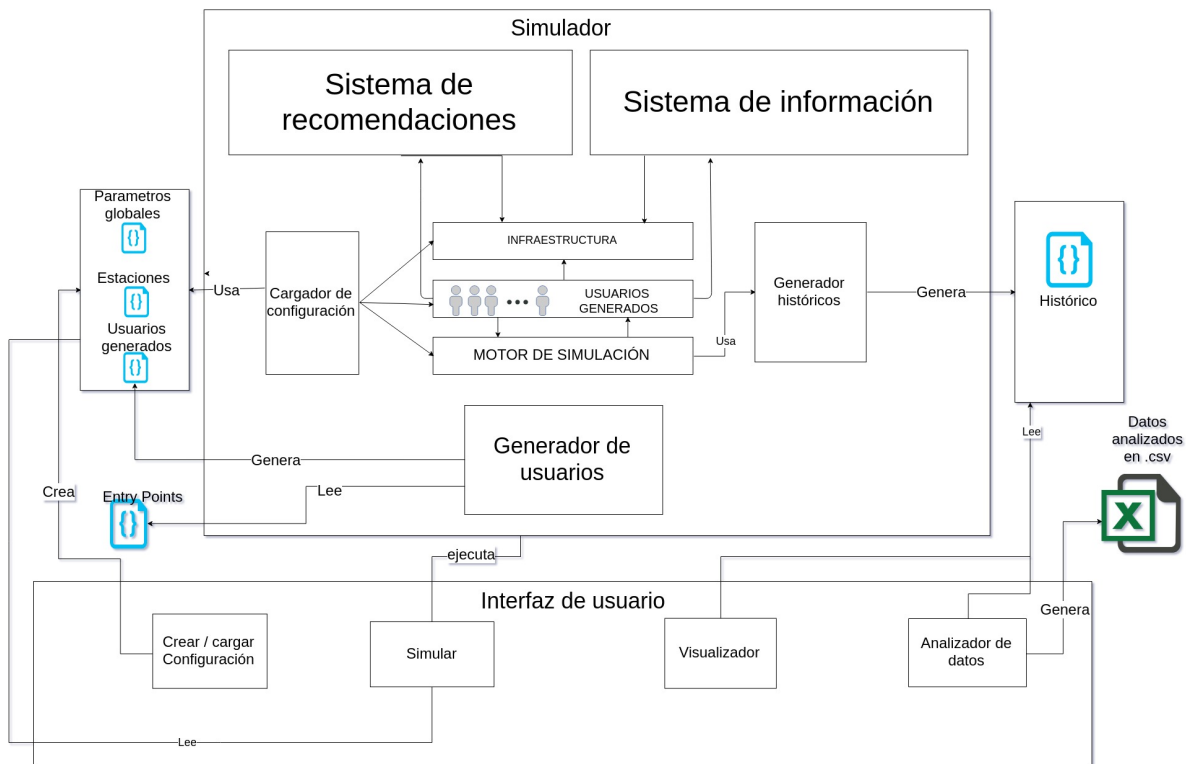 Simulador
Sistema de
recomendaciones
Sistema de información
Parametros
globales
Estaciones
Usuarios
generados
Usa
Cargador de
configuración
INFRAESTRUCTURA
USUARIOS
GENERADOS
MOTOR DE SIMULACIÓN
Usa
Generador
históricos
Genera
Histórico
Generador de
usuarios
Genera
Lee
Crea
Entry Points
Lee
Datos
analizados
en .csv
X
ejecuta
Interfaz de usuario
Crear / cargar
Configuración
Simular
Visualizador
Analizador de
datos
Genera
Lee